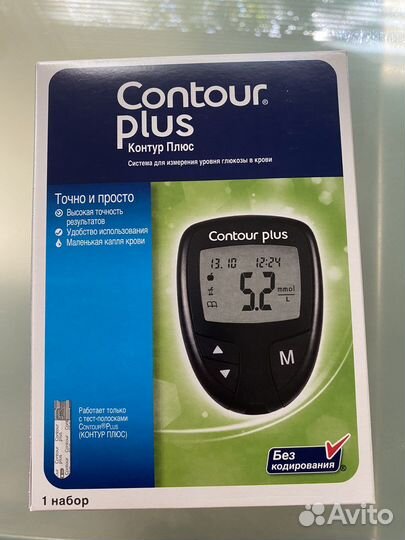 Contour®
plus
Контур Плюс
Система для измерения уровня глюкозы в крови
Точно и просто
Высокая точность
результатов
Удобство использования
Маленькая капля крови
Contour plus
13.10 12:24
5.2 mmol
L
M
Работает только
с тест-полосками
CONTOUR®PLUS
(КОНТУР ПЛЮС)
Без
кодирования®
1 набор
Avito